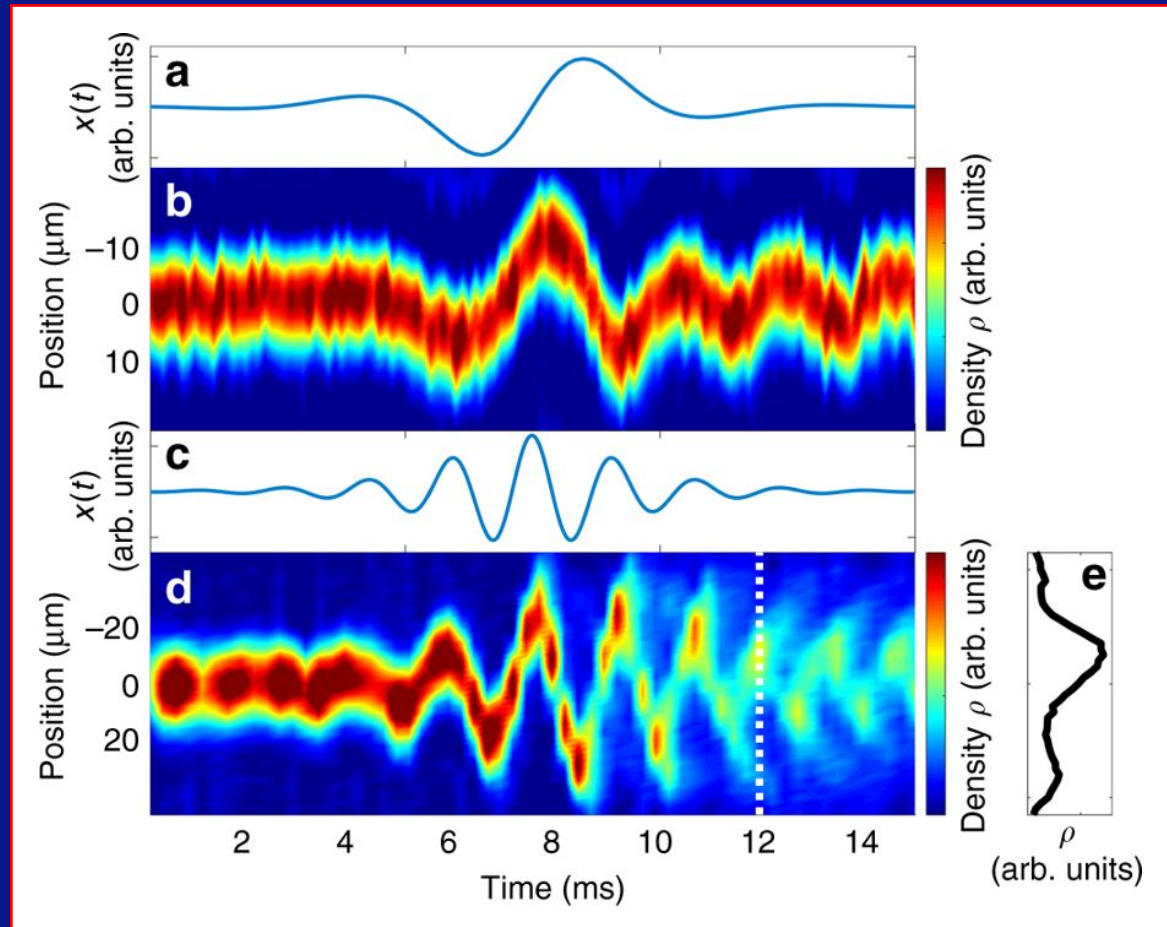 a
x(t)
(arb. units)
b
Position (μm)
−10
0
10
Density ρ (arb. units)
c
x(t)
(arb. units)
d
Position (μm)
−20
0
20
Density ρ (arb. units)
e
ρ
(arb. units)
2 4 6 8 10 12 14
Time (ms)